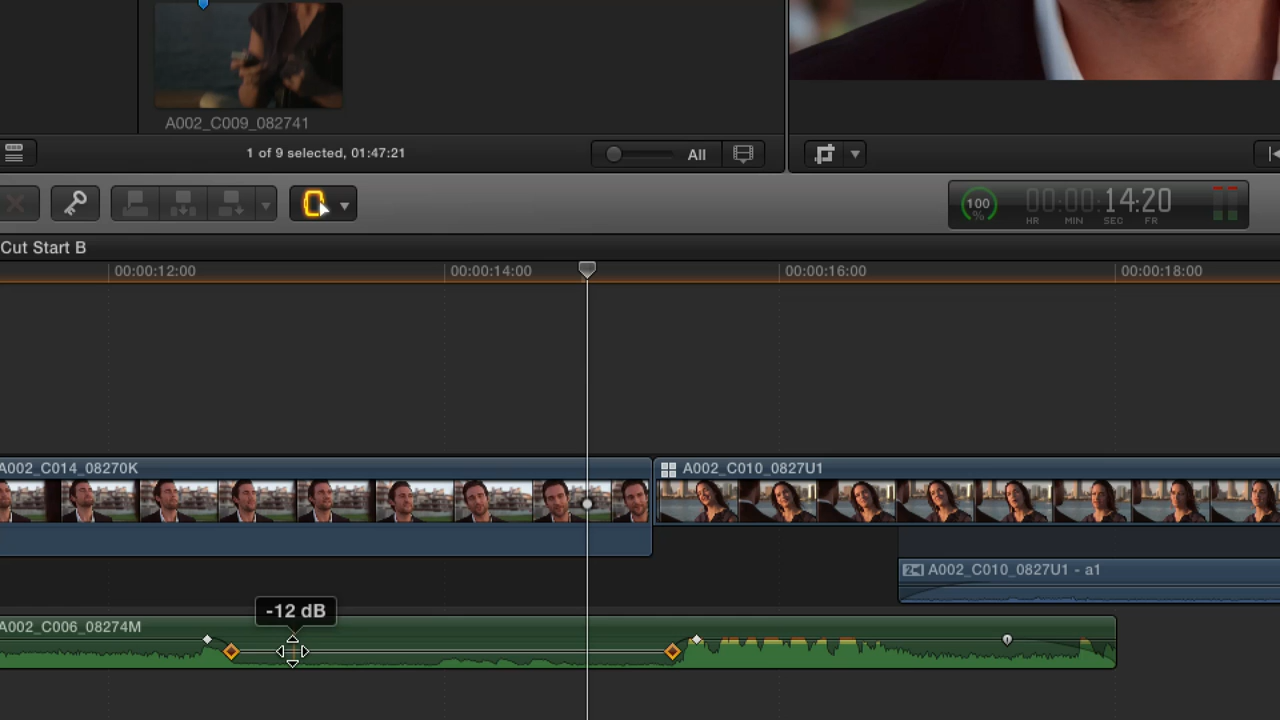 A002_C009_082741
1 of 9 selected, 01:47:21
All
100
%
00:00:14:20
HR MIN SEC FR
Cut Start B
00:00:12:00
00:00:14:00
00:00:16:00
00:00:18:00
A002_C014_08270K
A002_C010_0827U1
A002_C010_0827U1 - a1
-12 dB
A002_C006_08274M